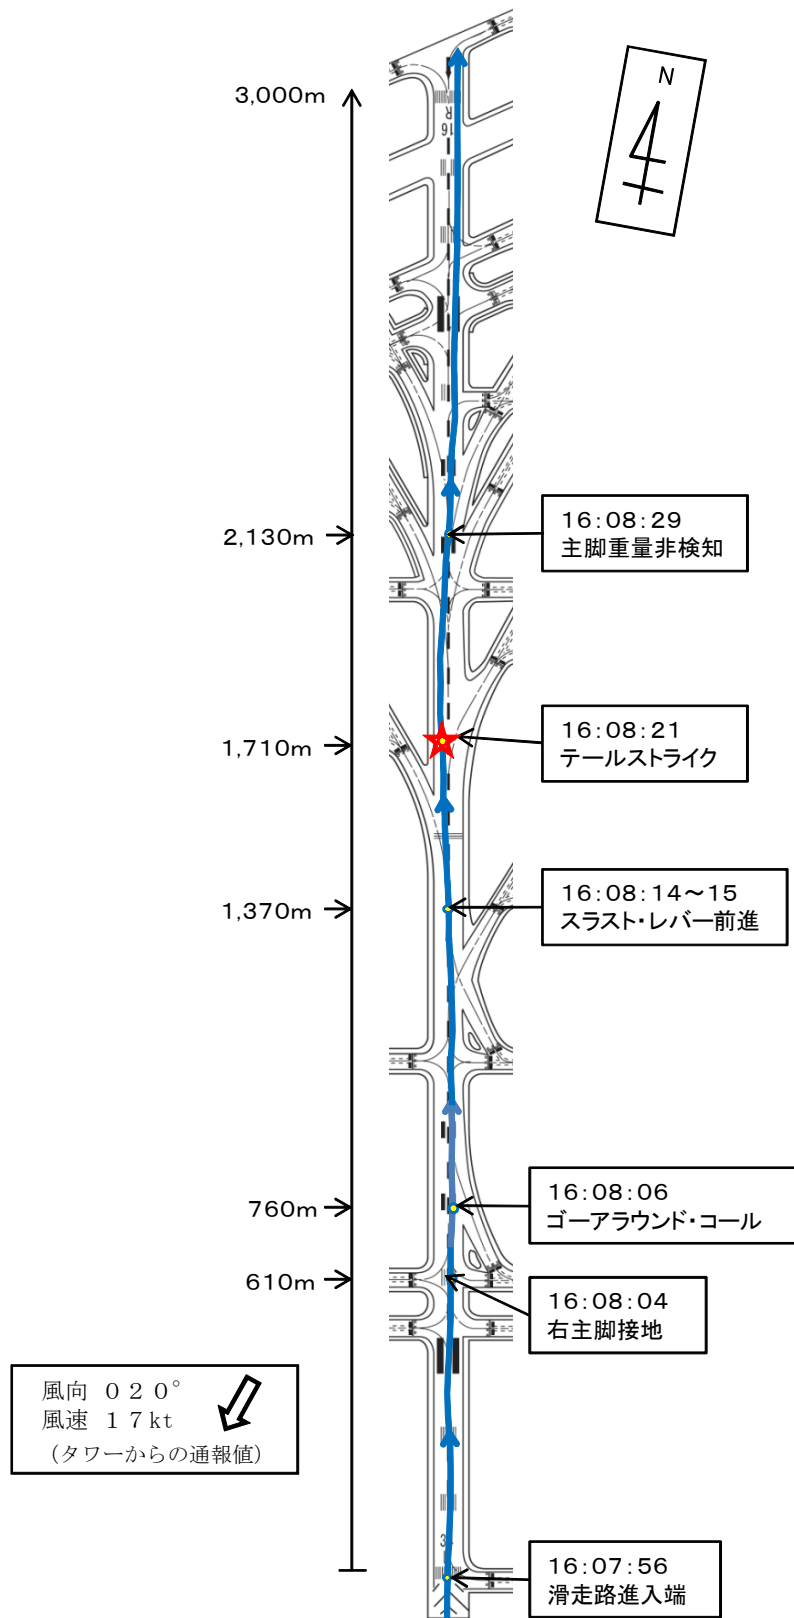 3,000m
N
R
16
2,130m
16:08:29
主脚重量非検知
1,710m
16:08:21
テールストライク
1,370m
16:08:14~15
スラスト・レバー前進
760m
16:08:06
ゴーアラウンド・コール
610m
16:08:04
右主脚接地
風向 020°
風速 17kt
(タワーからの通報値)
16:07:56
滑走路進入端